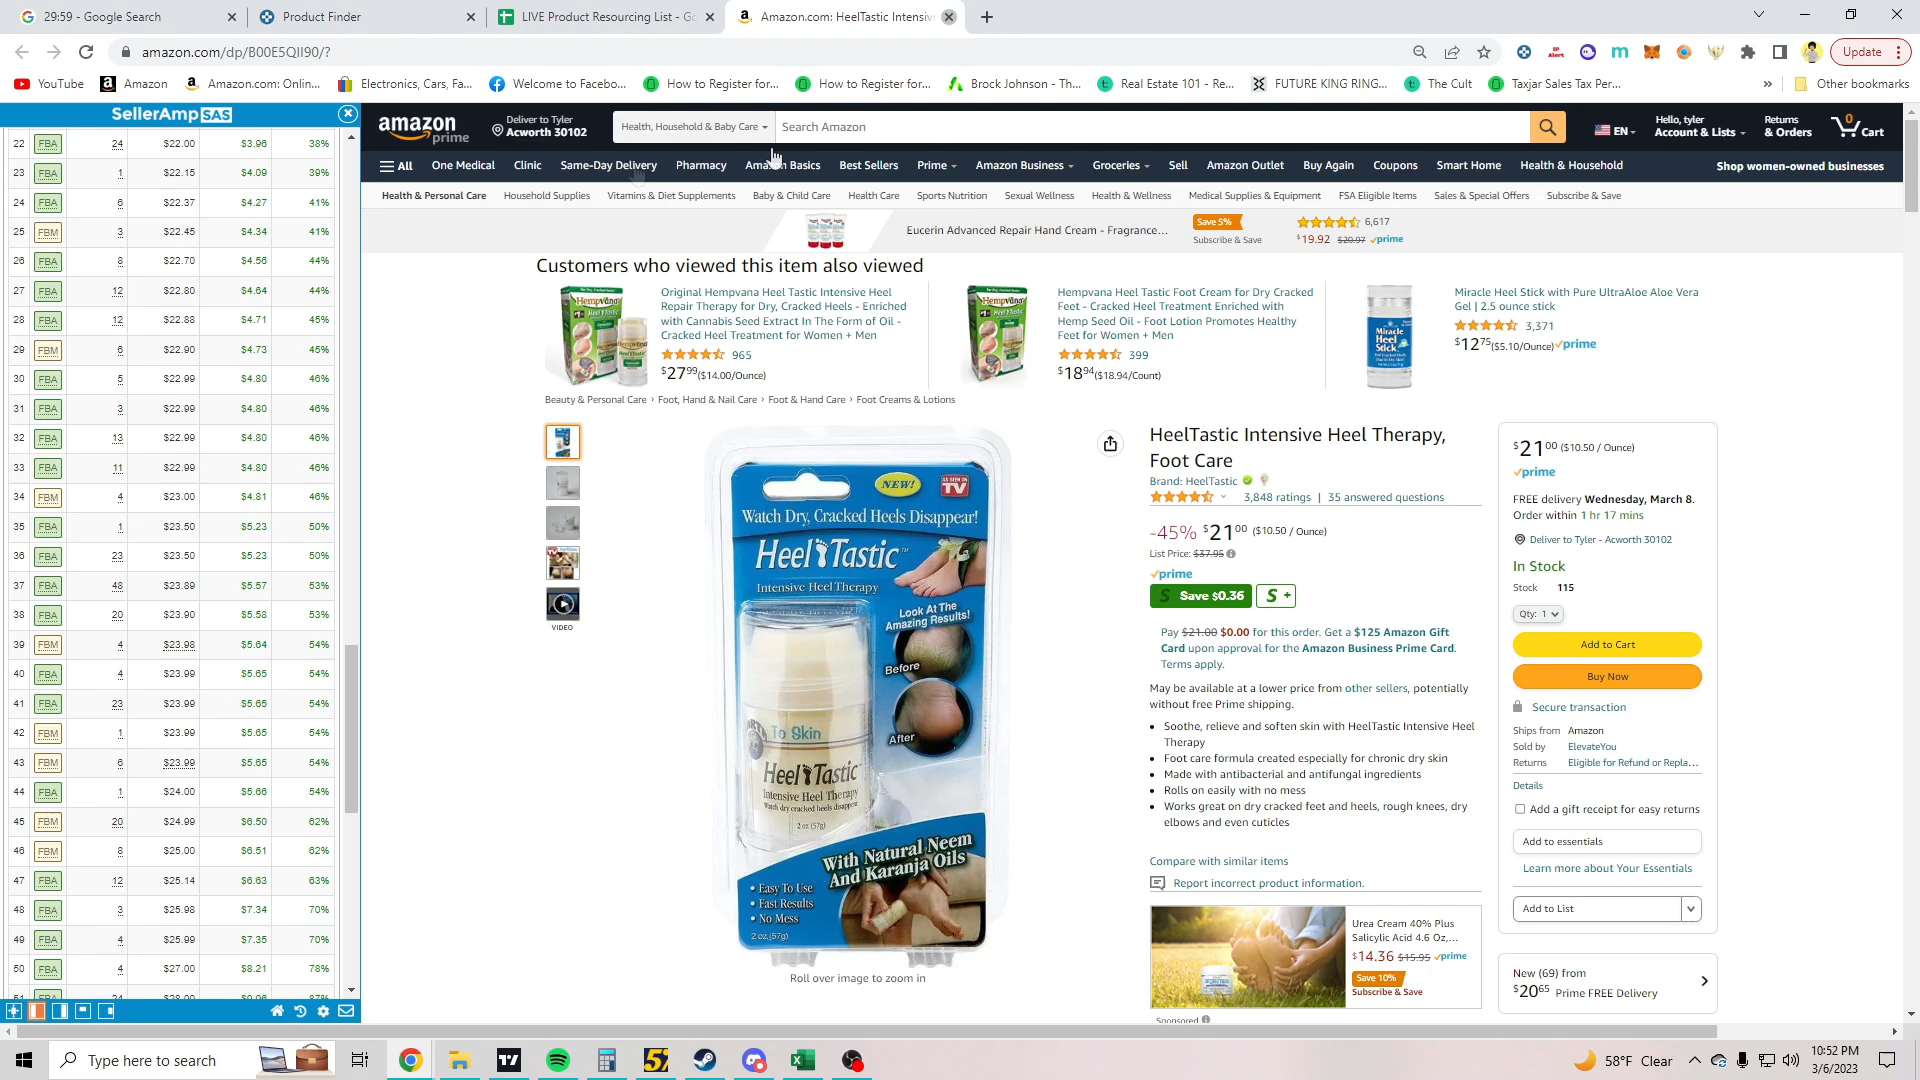 29:59 - Google Search
Product Finder
LIVE Product Resourcing List - Go
Amazon.com: HeelTastic Intensiv
amazon.com/dp/B00E5QII90/?
Update
YouTube
Amazon
Amazon.com: Onlin...
Electronics, Cars, Fa...
Welcome to Facebo...
How to Register for...
How to Register for...
Brock Johnson - Th...
Real Estate 101 - Re...
FUTURE KING RING...
The Cult
Taxjar Sales Tax Per...
Other bookmarks
SellerAmp SAS
22 FBA 24 $22.00 $3.96 38%
23 FBA 1 $22.15 $4.09 39%
24 FBA 6 $22.37 $4.27 41%
25 FBM 3 $22.45 $4.34 41%
26 FBA 8 $22.70 $4.56 44%
27 FBA 12 $22.80 $4.64 44%
28 FBA 12 $22.88 $4.71 45%
29 FBM 6 $22.90 $4.73 45%
30 FBA 5 $22.99 $4.80 46%
31 FBA 3 $22.99 $4.80 46%
32 FBA 13 $22.99 $4.80 46%
33 FBA 11 $22.99 $4.80 46%
34 FBM 4 $23.00 $4.81 46%
35 FBA 1 $23.50 $5.23 50%
36 FBA 23 $23.50 $5.23 50%
37 FBA 48 $23.89 $5.57 53%
38 FBA 20 $23.90 $5.58 53%
39 FBM 4 $23.98 $5.64 54%
40 FBA 4 $23.99 $5.65 54%
41 FBA 23 $23.99 $5.65 54%
42 FBM 1 $23.99 $5.65 54%
43 FBM 6 $23.99 $5.65 54%
44 FBA 1 $24.00 $5.66 54%
45 FBM 20 $24.99 $6.50 62%
46 FBM 8 $25.00 $6.51 62%
47 FBA 12 $25.14 $6.63 63%
48 FBA 3 $25.98 $7.34 70%
49 FBA 4 $25.99 $7.35 70%
50 FBA 4 $27.00 $8.21 78%
amazon prime
Deliver to Tyler
Acworth 30102
Health, Household & Baby Care
Search Amazon
EN
Hello, tyler
Account & Lists
Returns
& Orders
0
Cart
All
One Medical
Clinic
Same-Day Delivery
Pharmacy
Amazon Basics
Best Sellers
Prime
Amazon Business
Groceries
Sell
Amazon Outlet
Buy Again
Coupons
Smart Home
Health & Household
Shop women-owned businesses
Health & Personal Care
Household Supplies
Vitamins & Diet Supplements
Baby & Child Care
Health Care
Sports Nutrition
Sexual Wellness
Health & Wellness
Medical Supplies & Equipment
FSA Eligible Items
Sales & Special Offers
Subscribe & Save
Eucerin Advanced Repair Hand Cream - Fragrance...
Save 5%
Subscribe & Save
6,617
$19.92 $20.97 prime
Customers who viewed this item also viewed
Original Hempvana Heel Tastic Intensive Heel
Repair Therapy for Dry, Cracked Heels - Enriched
with Cannabis Seed Extract In The Form of Oil -
Cracked Heel Treatment for Women + Men
965
$27.99 ($14.00/Ounce)
Hempvana Heel Tastic Foot Cream for Dry Cracked
Feet - Cracked Heel Treatment Enriched with
Hemp Seed Oil - Foot Lotion Promotes Healthy
Feet for Women + Men
399
$18.94 ($18.94/Count)
Miracle Heel Stick with Pure UltraAloe Aloe Vera
Gel | 2.5 ounce stick
3,371
$12.75 ($5.10/Ounce) prime
Beauty & Personal Care › Foot, Hand & Nail Care › Foot & Hand Care › Foot Creams & Lotions
VIDEO
NEW!
AS SEEN ON
TV
Watch Dry, Cracked Heels Disappear!
Heel Tastic™
Intensive Heel Therapy
Look At The
Amazing Results!
Before
After
To Skin
Heel Tastic
Intensive Heel Therapy
Watch dry cracked heels disappear
2 oz (57g)
With Natural Neem
And Karanja Oils
• Easy To Use
• Fast Results
• No Mess
2 oz.(57g)
Roll over image to zoom in
HeelTastic Intensive Heel Therapy,
Foot Care
Brand: HeelTastic
3,848 ratings | 35 answered questions
-45% $21.00 ($10.50 / Ounce)
List Price: $37.95
prime
Save $0.36
S +
Pay $21.00 $0.00 for this order. Get a $125 Amazon Gift
Card upon approval for the Amazon Business Prime Card.
Terms apply.
May be available at a lower price from other sellers, potentially
without free Prime shipping.
• Soothe, relieve and soften skin with HeelTastic Intensive Heel
Therapy
• Foot care formula created especially for chronic dry skin
• Made with antibacterial and antifungal ingredients
• Rolls on easily with no mess
• Works great on dry cracked feet and heels, rough knees, dry
elbows and even cuticles
Compare with similar items
Report incorrect product information.
Urea Cream 40% Plus
Salicylic Acid 4.6 Oz,...
$14.36 $15.95 prime
Save 10%
Subscribe & Save
Sponsored
$21.00 ($10.50 / Ounce)
prime
FREE delivery Wednesday, March 8.
Order within 1 hr 17 mins
Deliver to Tyler - Acworth 30102
In Stock
Stock 115
Qty: 1
Add to Cart
Buy Now
Secure transaction
Ships from Amazon
Sold by ElevateYou
Returns Eligible for Refund or Repla...
Details
Add a gift receipt for easy returns
Add to essentials
Learn more about Your Essentials
Add to List
New (69) from
$20.65 Prime FREE Delivery
Type here to search
58°F Clear
10:52 PM
3/6/2023